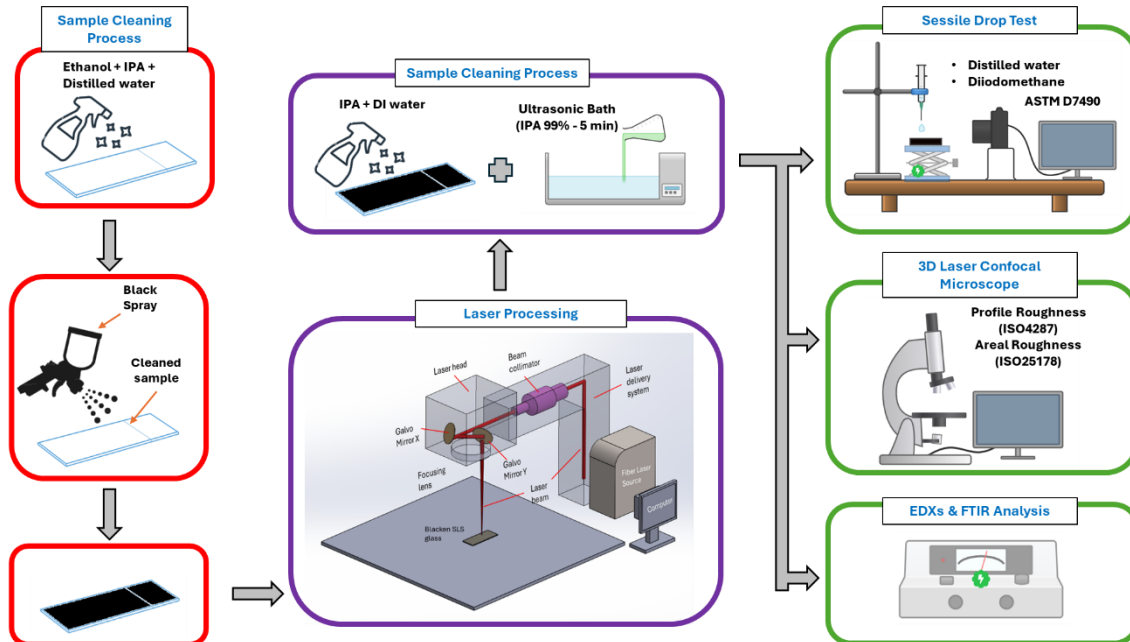 Sample Cleaning
Process
Ethanol + IPA +
Distilled water
Black
Spray
Cleaned
sample
Sample Cleaning Process
IPA + DI water
Ultrasonic Bath
(IPA 99% - 5 min)
Laser Processing
Laser head
Beam
collimator
Laser
delivery
system
Galvo
Mirror X
Galvo
Mirror Y
Focusing
lens
Laser
beam
Fiber Laser
Source
Computer
Blacken SLS
glass
Sessile Drop Test
• Distilled water
• Diiodomethane
ASTM D7490
3D Laser Confocal
Microscope
Profile Roughness
(ISO4287)
Areal Roughness
(ISO25178)
EDXs & FTIR Analysis